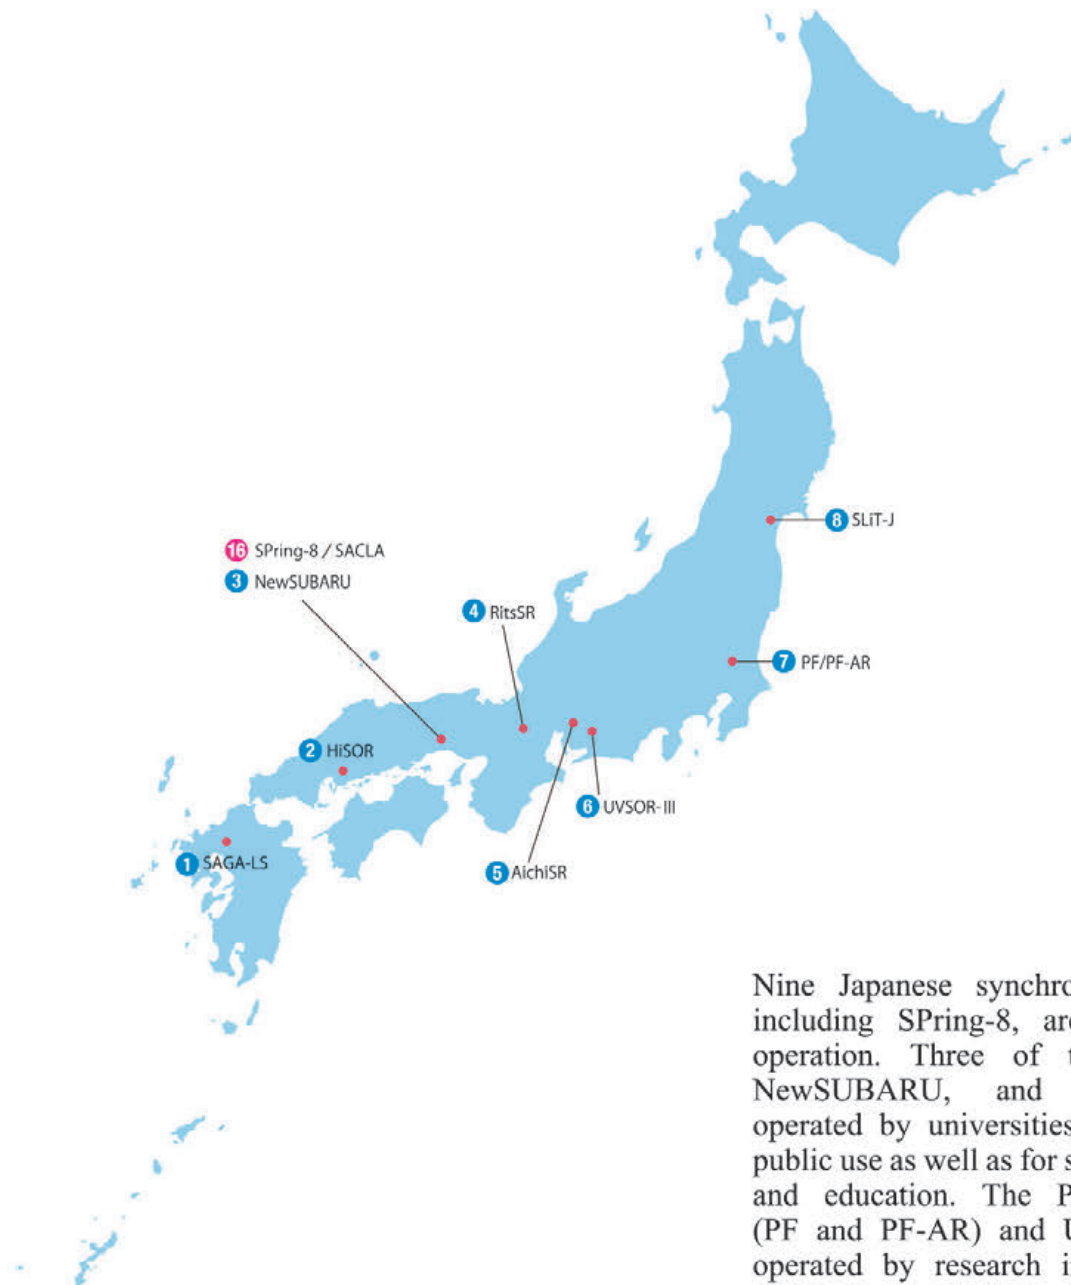 8 SLiT-J
16 SPring-8 / SACLA
3 NewSUBARU
4 RitsSR
7 PF/PF-AR
2 HiSOR
6 UVSOR-III
1 SAGA-LS
5 AichiSR
Nine Japanese synchro
including SPring-8, are
operation. Three of t
NewSUBARU, and
operated by universities
public use as well as for s
and education. The P
(PF and PF-AR) and U
operated by research i